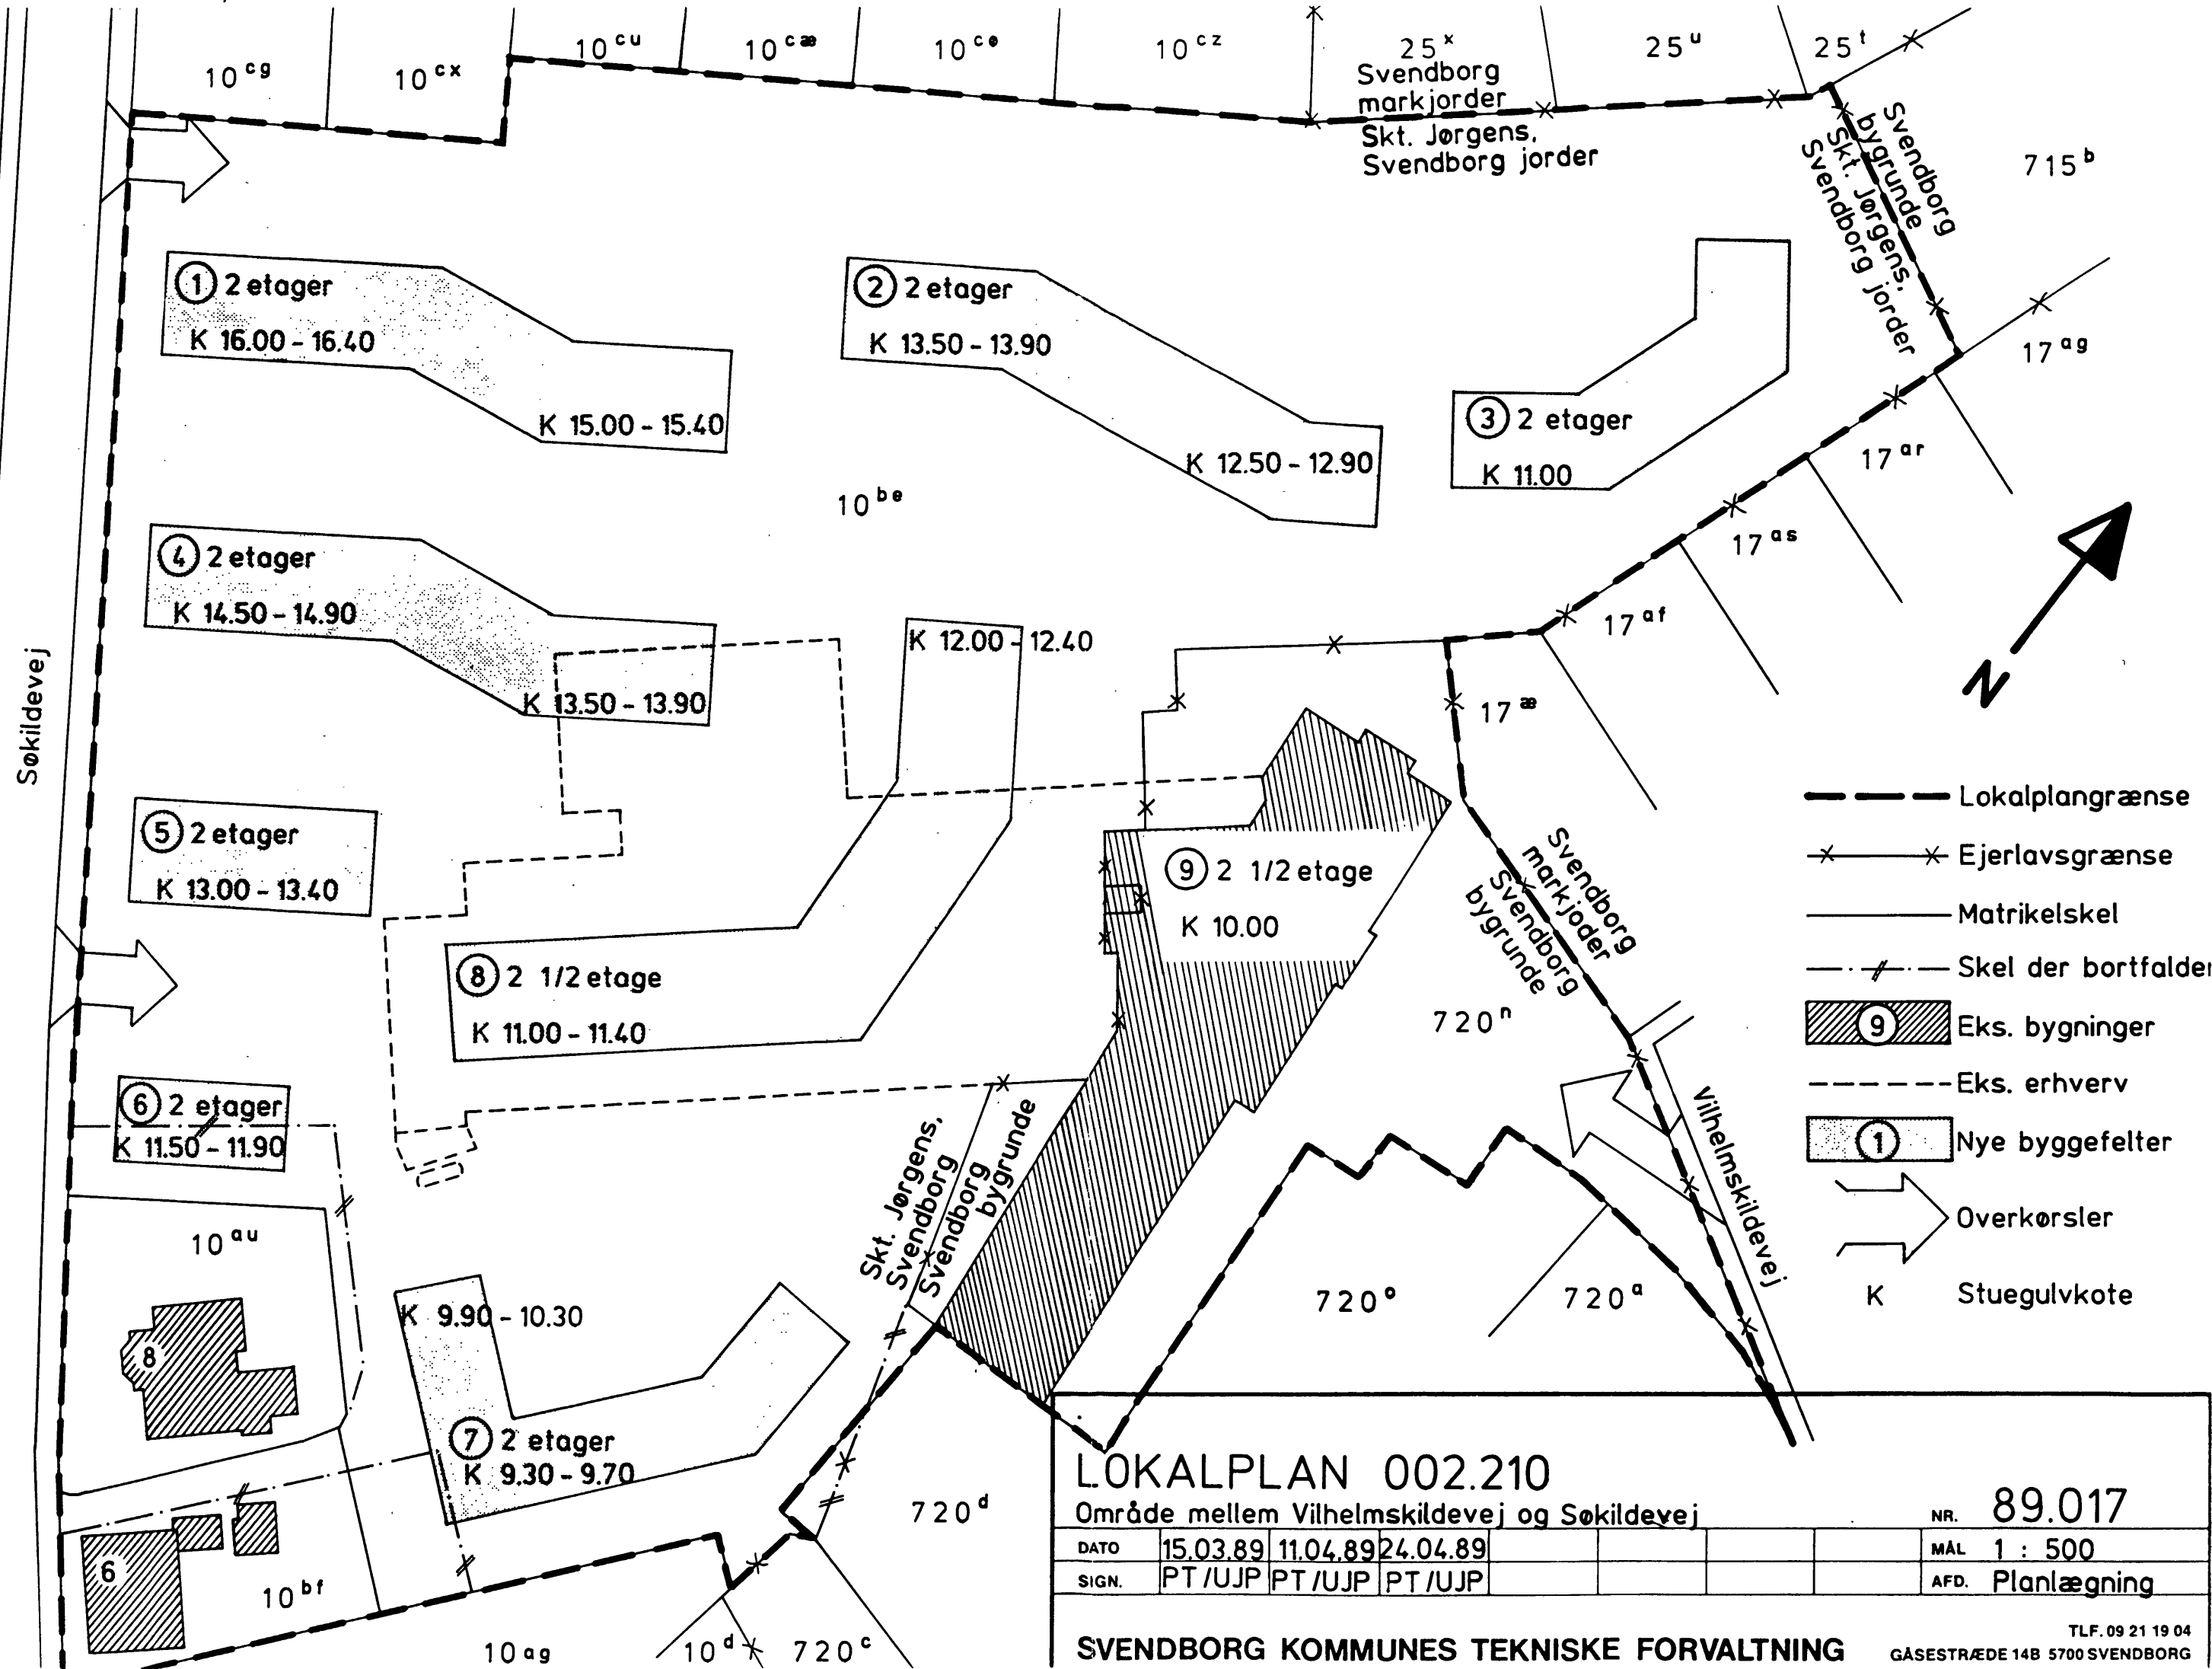 10 cg
10 cx
10 cu
10 cæ
10 cø
10 cz
25 x
25 u
25 t
Svendborg
markjorder
Skt. Jørgens,
Svendborg jorder
Svendborg
bygrunde
Skt. Jørgens,
Svendborg jorder
715 b
17 ag
1 2 etager
K 16.00 - 16.40
K 15.00 - 15.40
2 2 etager
K 13.50 - 13.90
K 12.50 - 12.90
3 2 etager
K 11.00
17 ar
10 be
17 as
4 2 etager
K 14.50 - 14.90
K 13.50 - 13.90
K 12.00 - 12.40
17 af
17 æ
N
Søkildevej
5 2 etager
K 13.00 - 13.40
9 2 1/2 etage
K 10.00
Svendborg
markjoder
Svendborg
bygrunde
8 2 1/2 etage
K 11.00 - 11.40
720 n
6 2 etager
K 11.50 - 11.90
Skt. Jørgens,
Svendborg
Svendborg
bygrunde
Vilhelmskildevej
10 au
8
K 9.90 - 10.30
7 2 etager
K 9.30 - 9.70
720 o
720 a
6
10 bf
720 d
10 ag
10 d
720 c
Lokalplangrænse
Ejerlavsgrænse
Matrikelskel
Skel der bortfalder
9 Eks. bygninger
Eks. erhverv
1 Nye byggefelter
Overkørsler
K Stuegulvkote
LOKALPLAN 002.210
Område mellem Vilhelmskildevej og Søkildevej
NR. 89.017
DATO 15.03.89 11.04.89 24.04.89
MÅL 1 : 500
SIGN. PT/UJP PT/UJP PT/UJP
AFD. Planlægning
SVENDBORG KOMMUNES TEKNISKE FORVALTNING
TLF. 09 21 19 04
GÅSESTRÆDE 14B 5700 SVENDBORG